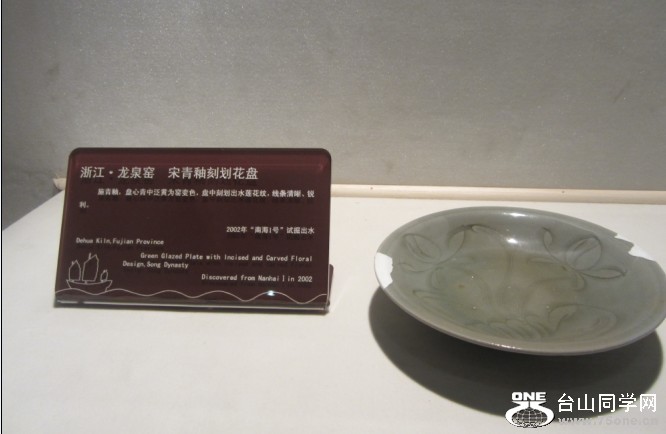 浙江·龙泉窑 宋青釉刻划花盘
施青釉，盘心青中泛黄为窑变色，盘中刻划出水莲花纹，线条清晰、锐
利。
2002年“南海1号”试掘出水
Dehua Kiln,Fujian Province
Green Glazed Plate with Incised and Carved Floral
Design,Song Dynasty
Discovered from Nanhai I in 2002
ONE
台山同学网